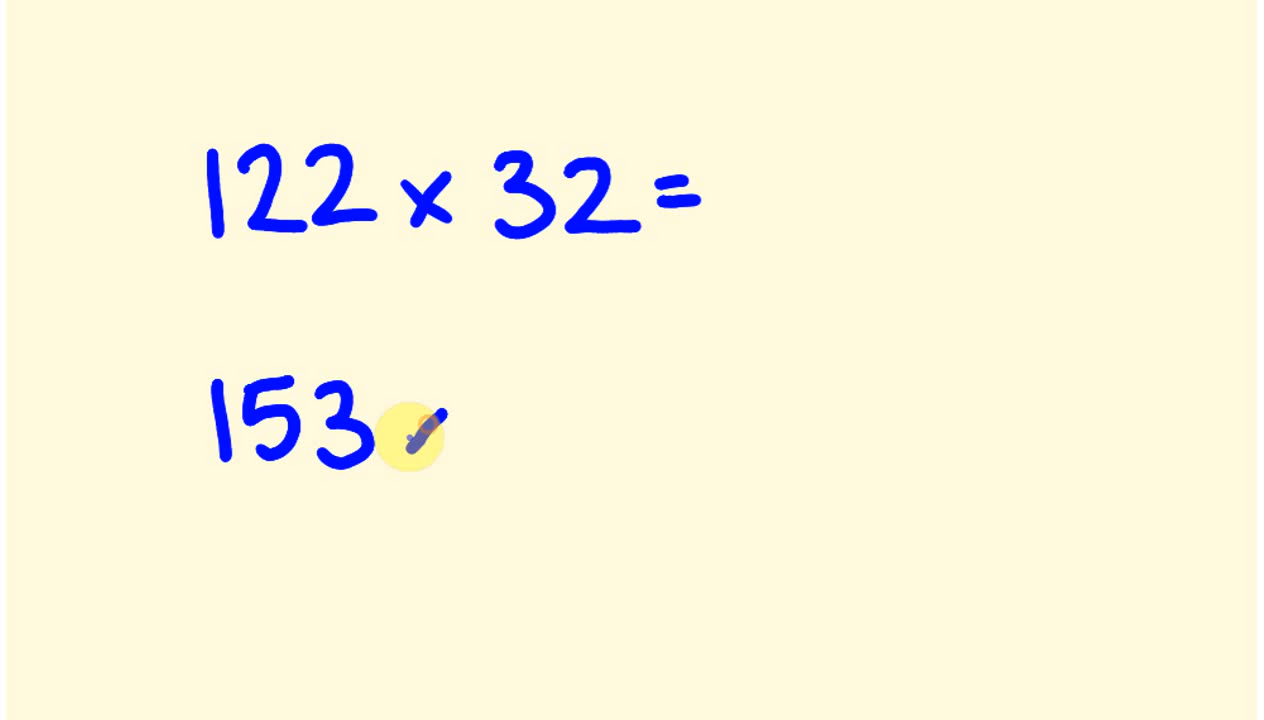 122 x 32 =
153